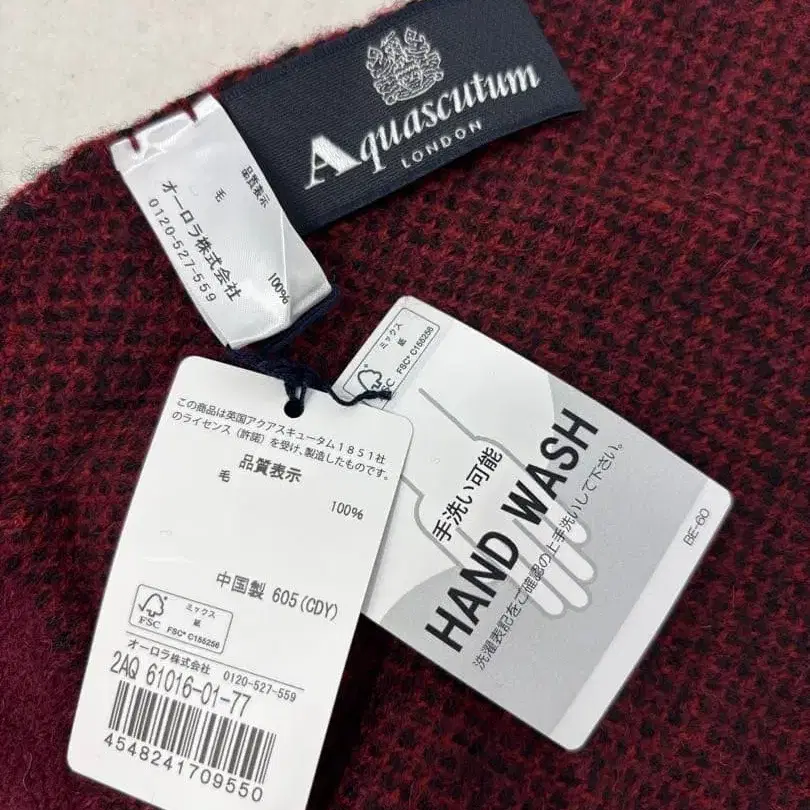 Aquascutum
LONDON
品質表示
毛
100%
オーロラ株式会社
0120-527-559
ミックス
紙
FSC® C156256
この商品は英国アクアスキュータム1851社
のライセンス（許諾）を受け、製造したものです。
品質表示
毛
100%
中国製 605(CDY)
FSC
ミックス
紙
FSC® C156256
オーロラ株式会社 0120-527-559
2AQ 61016-01-77
4548241709550
手洗い可能
HAND WASH
洗濯表記をご確認の上手洗いして下さい。
BE-60